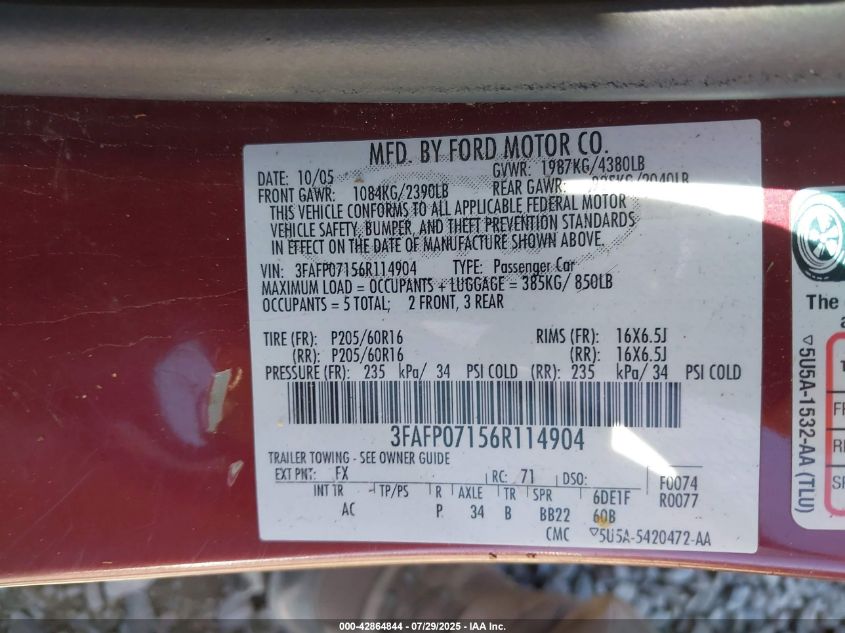 MFD. BY FORD MOTOR CO.
DATE: 10/05 GVWR: 1987KG/4380LB
FRONT GAWR: 1084KG/2390LB REAR GAWR:
THIS VEHICLE CONFORMS TO ALL APPLICABLE FEDERAL MOTOR
VEHICLE SAFETY, BUMPER, AND THEFT PREVENTION STANDARDS
IN EFFECT ON THE DATE OF MANUFACTURE SHOWN ABOVE.
VIN: 3FAFP07156R114904 TYPE: Passenger Car
MAXIMUM LOAD = OCCUPANTS + LUGGAGE = 385KG/ 850LB
OCCUPANTS = 5 TOTAL; 2 FRONT, 3 REAR
TIRE (FR): P205/60R16 RIMS (FR): 16X6.5J
(RR): P205/60R16 (RR): 16X6.5J
PRESSURE (FR): 235 kPa/ 34 PSI COLD (RR): 235 kPa/ 34 PSI COLD
3FAFP07156R114904
TRAILER TOWING - SEE OWNER GUIDE
EXT PNT: FX RC: 71 DSO: F0074
INT TR TP/PS R AXLE TR SPR 6DE1F R0077
AC P 34 B BB22 60B
CMC 5U5A-5420472-AA
The
5U5A-1532-AA (TLU)
000-42864844 | 07/29/2025 - IAA Inc.